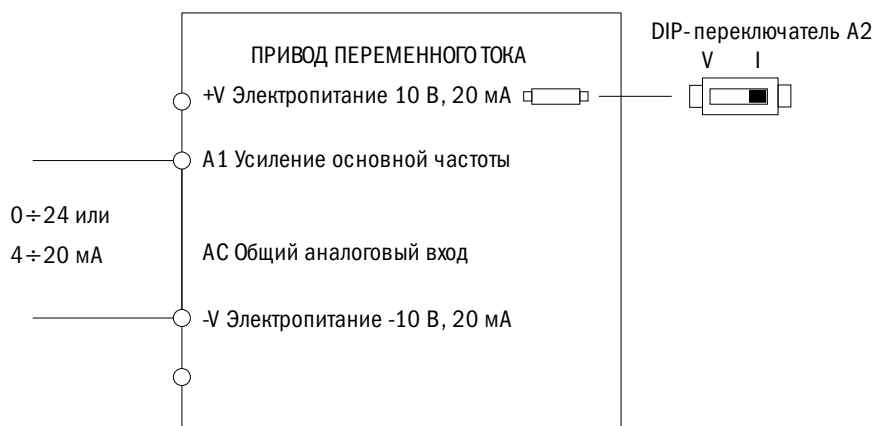 DIP-переключатель A2
V I
ПРИВОД ПЕРЕМЕННОГО ТОКА
+V Электропитание 10 В, 20 мА
A1 Усиление основной частоты
0÷24 или
4÷20 мА
AC Общий аналоговый вход
-V Электропитание -10 В, 20 мА